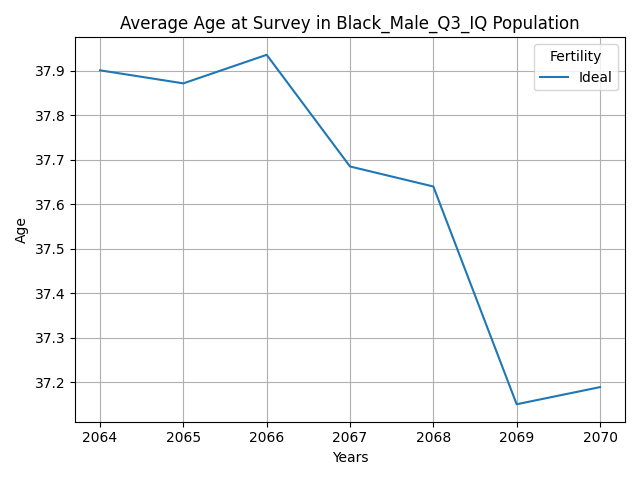 Average Age at Survey in Black_Male_Q3_IQ Population
Fertility
Ideal
Age
37.9
37.8
37.7
37.6
37.5
37.4
37.3
37.2
2064 2065 2066 2067 2068 2069 2070
Years